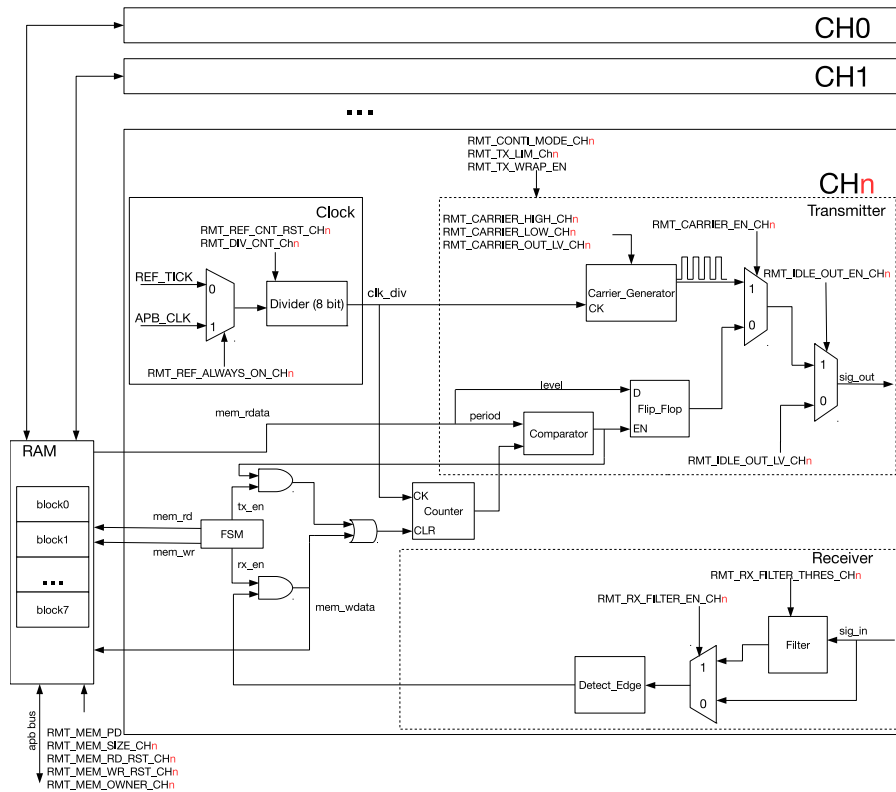 CH0
CH1
...
RMT_CONTI_MODE_CHn
RMT_TX_LIM_Chn
RMT_TX_WRAP_EN
CHn
Transmitter
Clock
RMT_REF_CNT_RST_CHn
RMT_DIV_CNT_Chn
RMT_CARRIER_HIGH_CHn
RMT_CARRIER_LOW_CHn
RMT_CARRIER_OUT_LV_CHn
RMT_CARRIER_EN_CHn
RMT_IDLE_OUT_EN_CHn
REF_TICK
0
Divider (8 bit)
clk_div
Carrier_Generator
CK
1
0
APB_CLK
1
RMT_REF_ALWAYS_ON_CHn
1
0
sig_out
level
D
Flip_Flop
EN
mem_rdata
period
Comparator
RMT_IDLE_OUT_LV_CHn
RAM
block0
block1
...
block7
mem_rd
mem_wr
tx_en
FSM
rx_en
CK
Counter
CLR
mem_wdata
Receiver
RMT_RX_FILTER_THRES_CHn
RMT_RX_FILTER_EN_CHn
sig_in
Filter
1
0
Detect_Edge
apb bus
RMT_MEM_PD
RMT_MEM_SIZE_CHn
RMT_MEM_RD_RST_CHn
RMT_MEM_WR_RST_CHn
RMT_MEM_OWNER_CHn